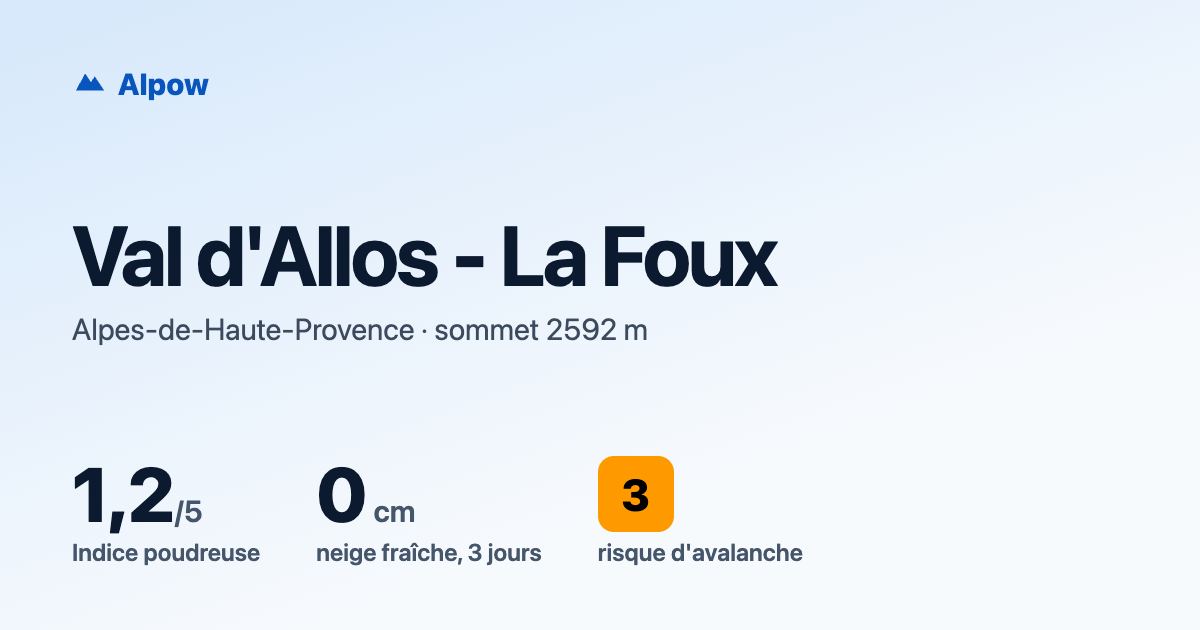 Alpow
Val d'Allos - La Foux
Alpes-de-Haute-Provence · sommet 2592 m
1,2/5
Indice poudreuse
0 cm
neige fraîche, 3 jours
3
risque d'avalanche